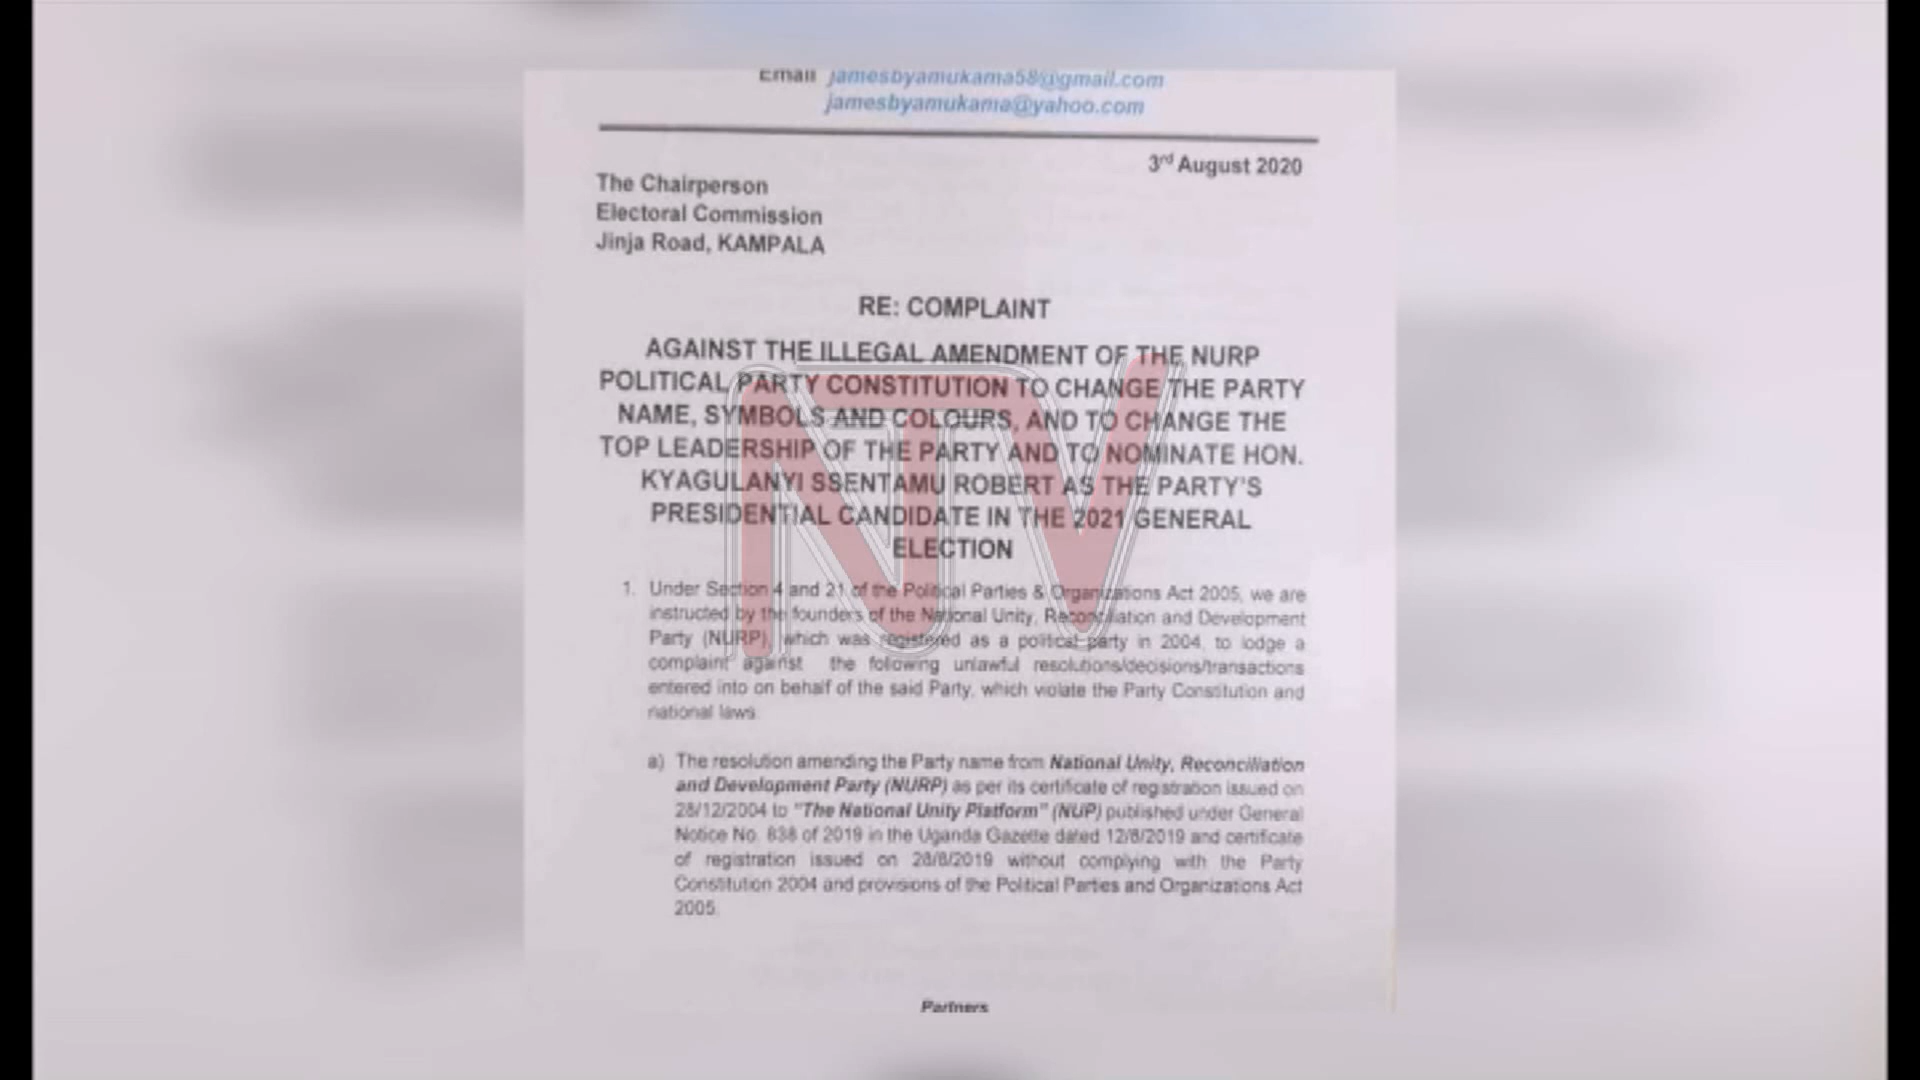 Email jamesbyamukama58@gmail.com
jamesbyamukama@yahoo.com
3rd August 2020
The Chairperson
Electoral Commission
Jinja Road, KAMPALA
RE: COMPLAINT
AGAINST THE ILLEGAL AMENDMENT OF THE NURP
POLITICAL PARTY CONSTITUTION TO CHANGE THE PARTY
NAME, SYMBOLS AND COLOURS, AND TO CHANGE THE
TOP LEADERSHIP OF THE PARTY AND TO NOMINATE HON.
KYAGULANYI SSENTAMU ROBERT AS THE PARTY'S
PRESIDENTIAL CANDIDATE IN THE 2021 GENERAL
ELECTION
NTV
1. Under Section 4 and 21 of the Political Parties & Organizations Act 2005, we are
instructed by the founders of the National Unity, Reconciliation and Development
Party (NURP), which was registered as a political party in 2004, to lodge a
complaint against the following unlawful resolutions/decisions/transactions
entered into on behalf of the said Party, which violate the Party Constitution and
national laws.
a) The resolution amending the Party name from National Unity, Reconciliation
and Development Party (NURP) as per its certificate of registration issued on
28/12/2004 to "The National Unity Platform" (NUP) published under General
Notice No. 838 of 2019 in the Uganda Gazette dated 12/8/2019 and certificate
of registration issued on 28/8/2019 without complying with the Party
Constitution 2004 and provisions of the Political Parties and Organizations Act
2005.
Partners